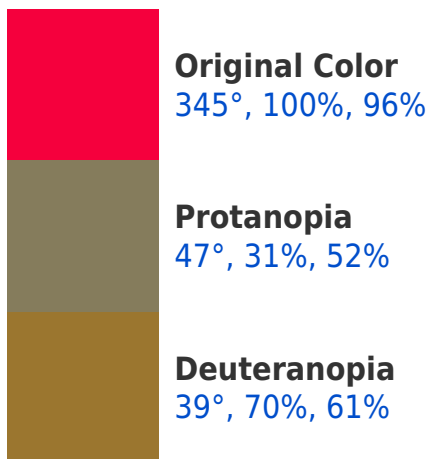 Original Color
345°, 100%, 96%
Protanopia
47°, 31%, 52%
Deuteranopia
39°, 70%, 61%